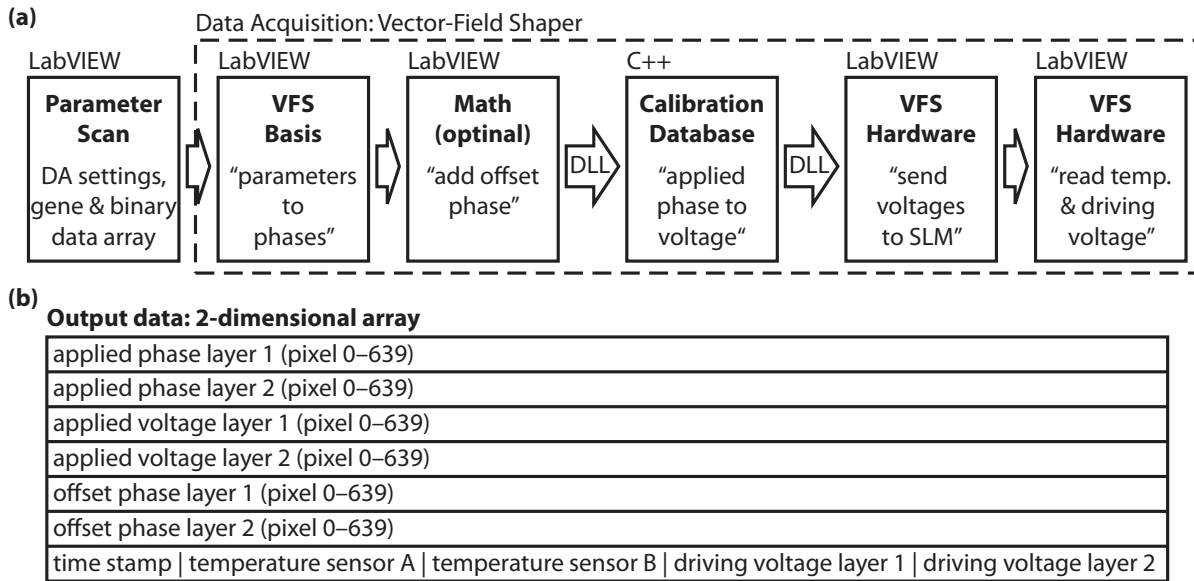 (a)
Data Acquisition: Vector-Field Shaper
LabVIEW
Parameter
Scan
DA settings,
gene & binary
data array
LabVIEW
VFS
Basis
“parameters
to
phases”
LabVIEW
Math
(optinal)
“add offset
phase”
DLL
C++
Calibration
Database
“applied
phase to
voltage“
DLL
LabVIEW
VFS
Hardware
“send
voltages
to SLM”
LabVIEW
VFS
Hardware
“read temp.
& driving
voltage”
(b)
Output data: 2-dimensional array
applied phase layer 1 (pixel 0–639)
applied phase layer 2 (pixel 0–639)
applied voltage layer 1 (pixel 0–639)
applied voltage layer 2 (pixel 0–639)
offset phase layer 1 (pixel 0–639)
offset phase layer 2 (pixel 0–639)
time stamp | temperature sensor A | temperature sensor B | driving voltage layer 1 | driving voltage layer 2